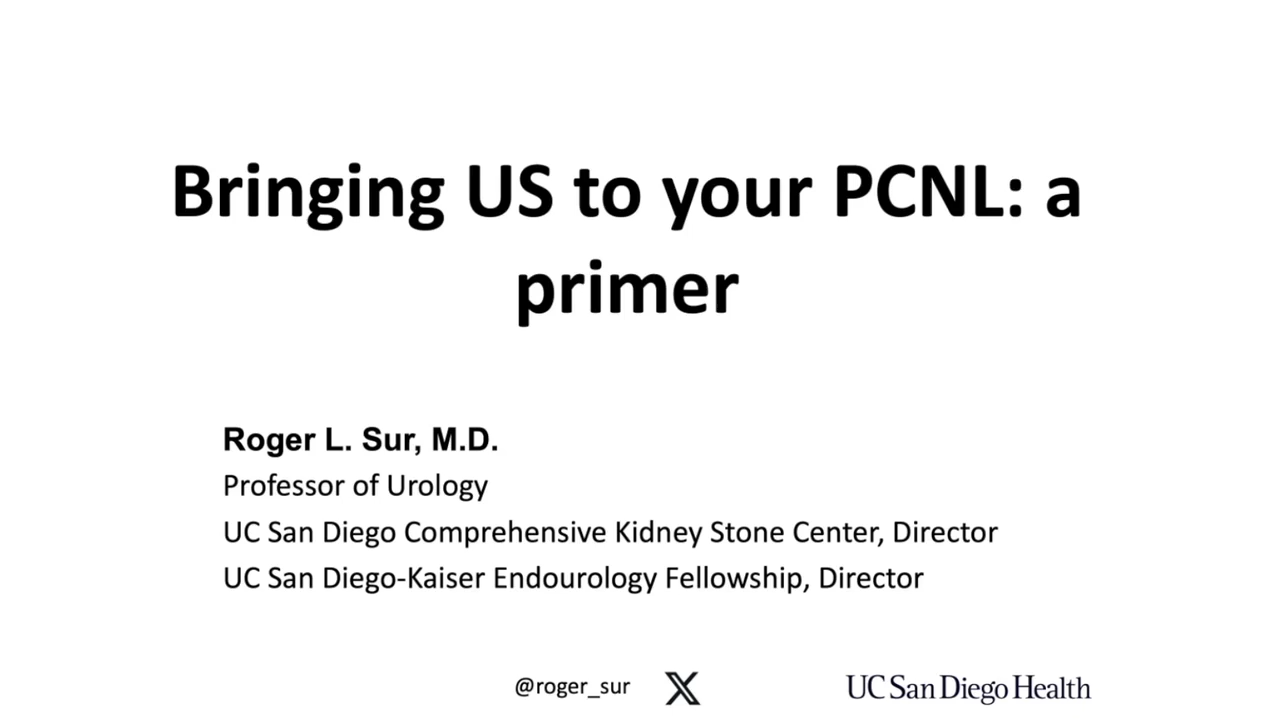 Bringing US to your PCNL: a
primer
Roger L. Sur, M.D.
Professor of Urology
UC San Diego Comprehensive Kidney Stone Center, Director
UC San Diego-Kaiser Endourology Fellowship, Director
@roger_sur X UC San Diego Health